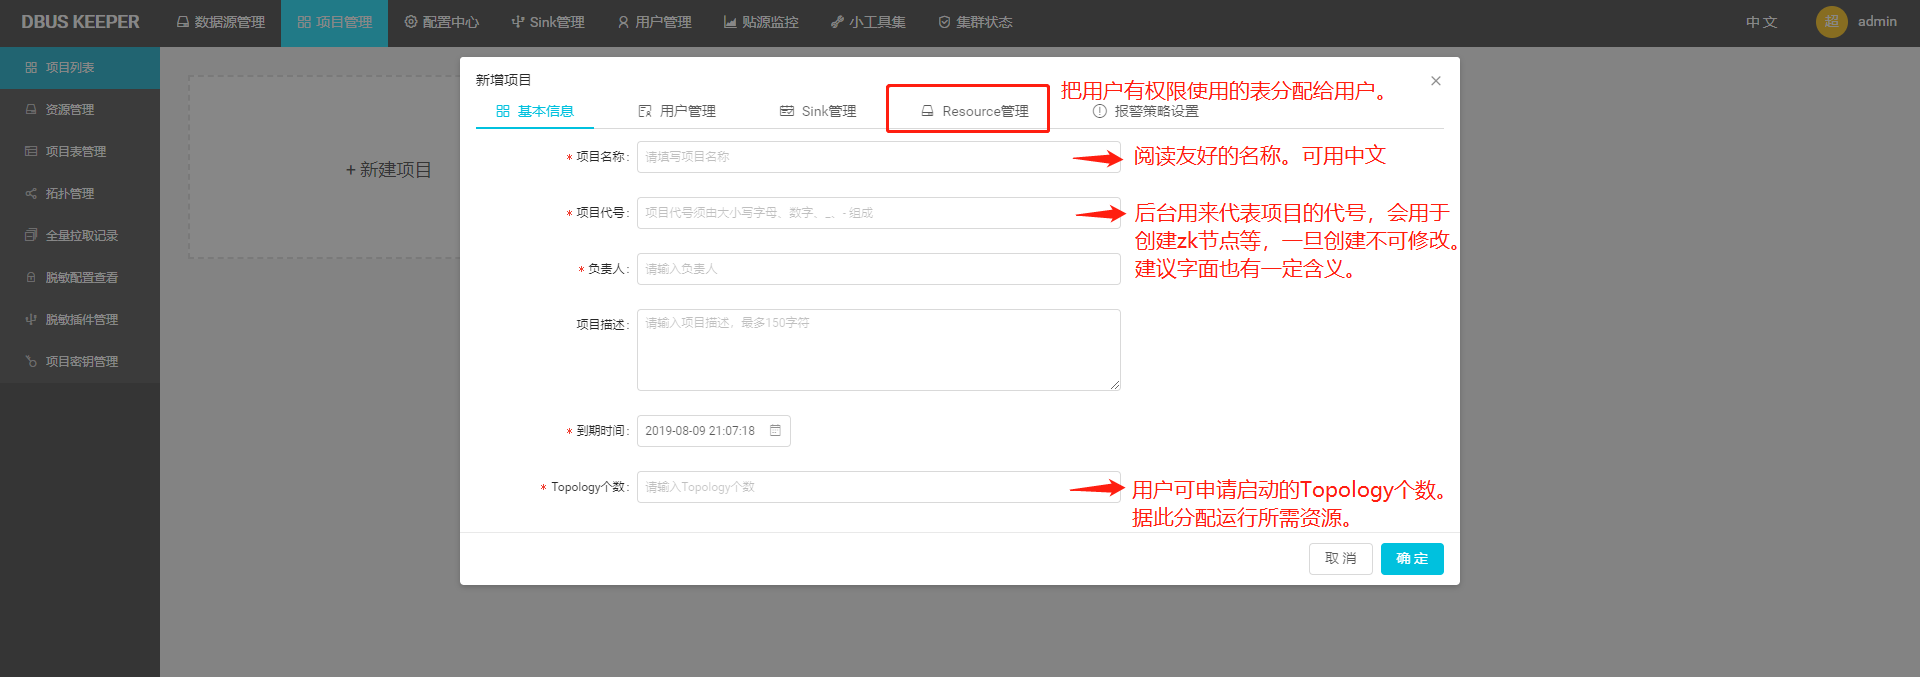 DBUS KEEPER
数据源管理
项目管理
配置中心
Sink管理
用户管理
贴源监控
小工具集
集群状态
中文
超
admin
项目列表
资源管理
项目表管理
拓扑管理
全量拉取记录
脱敏配置查看
脱敏插件管理
项目密钥管理
+ 新建项目
新增项目
基本信息
用户管理
Sink管理
Resource管理
报警策略设置
把用户有权限使用的表分配给用户。
* 项目名称:
请填写项目名称
阅读友好的名称。可用中文
* 项目代号:
项目代号须由大小写字母、数字、_、- 组成
后台用来代表项目的代号，会用于
创建zk节点等，一旦创建不可修改。
建议字面也有一定含义。
* 负责人:
请输入负责人
项目描述:
请输入项目描述，最多150字符
* 到期时间:
2019-08-09 21:07:18
* Topology个数:
请输入Topology个数
用户可申请启动的Topology个数。
据此分配运行所需资源。
取 消
确 定